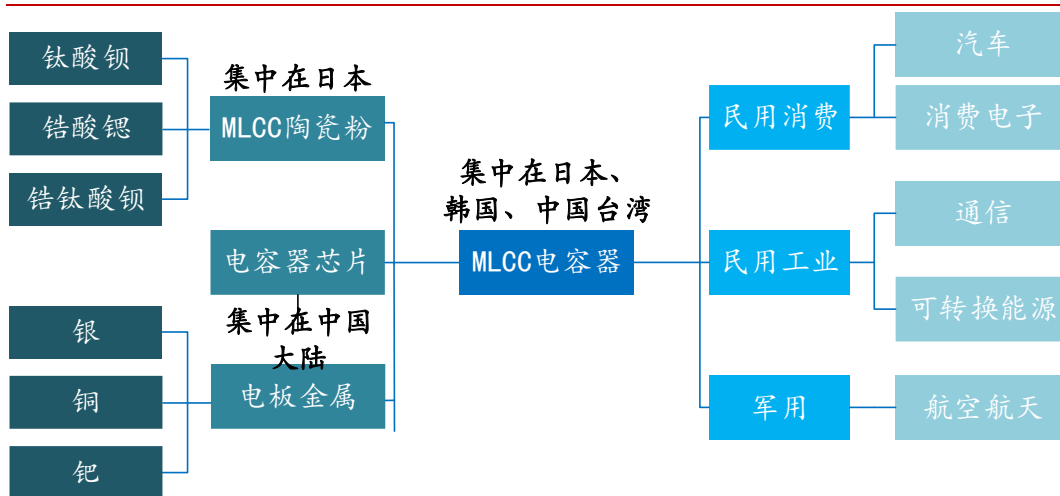 钛酸钡
锆酸锶
锆钛酸钡
集中在日本
MLCC陶瓷粉
电容器芯片
集中在中国
大陆
电板金属
银
铜
钯
集中在日本、
韩国、中国台湾
MLCC电容器
民用消费
民用工业
军用
汽车
消费电子
通信
可转换能源
航空航天